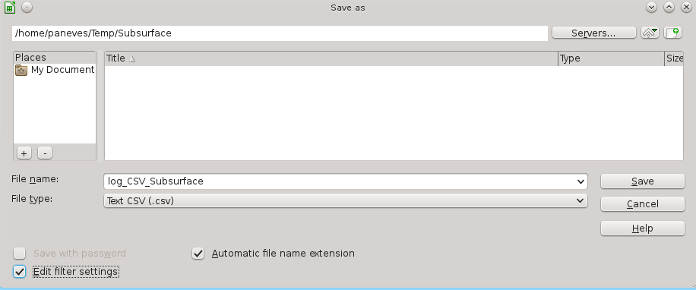 Save as
/home/paneves/Temp/Subsurface
Servers...
Places
Title
Type
Size
My Document
+ -
File name:
log_CSV_Subsurface
Save
File type:
Text CSV (.csv)
Cancel
Help
Save with password
Automatic file name extension
Edit filter settings